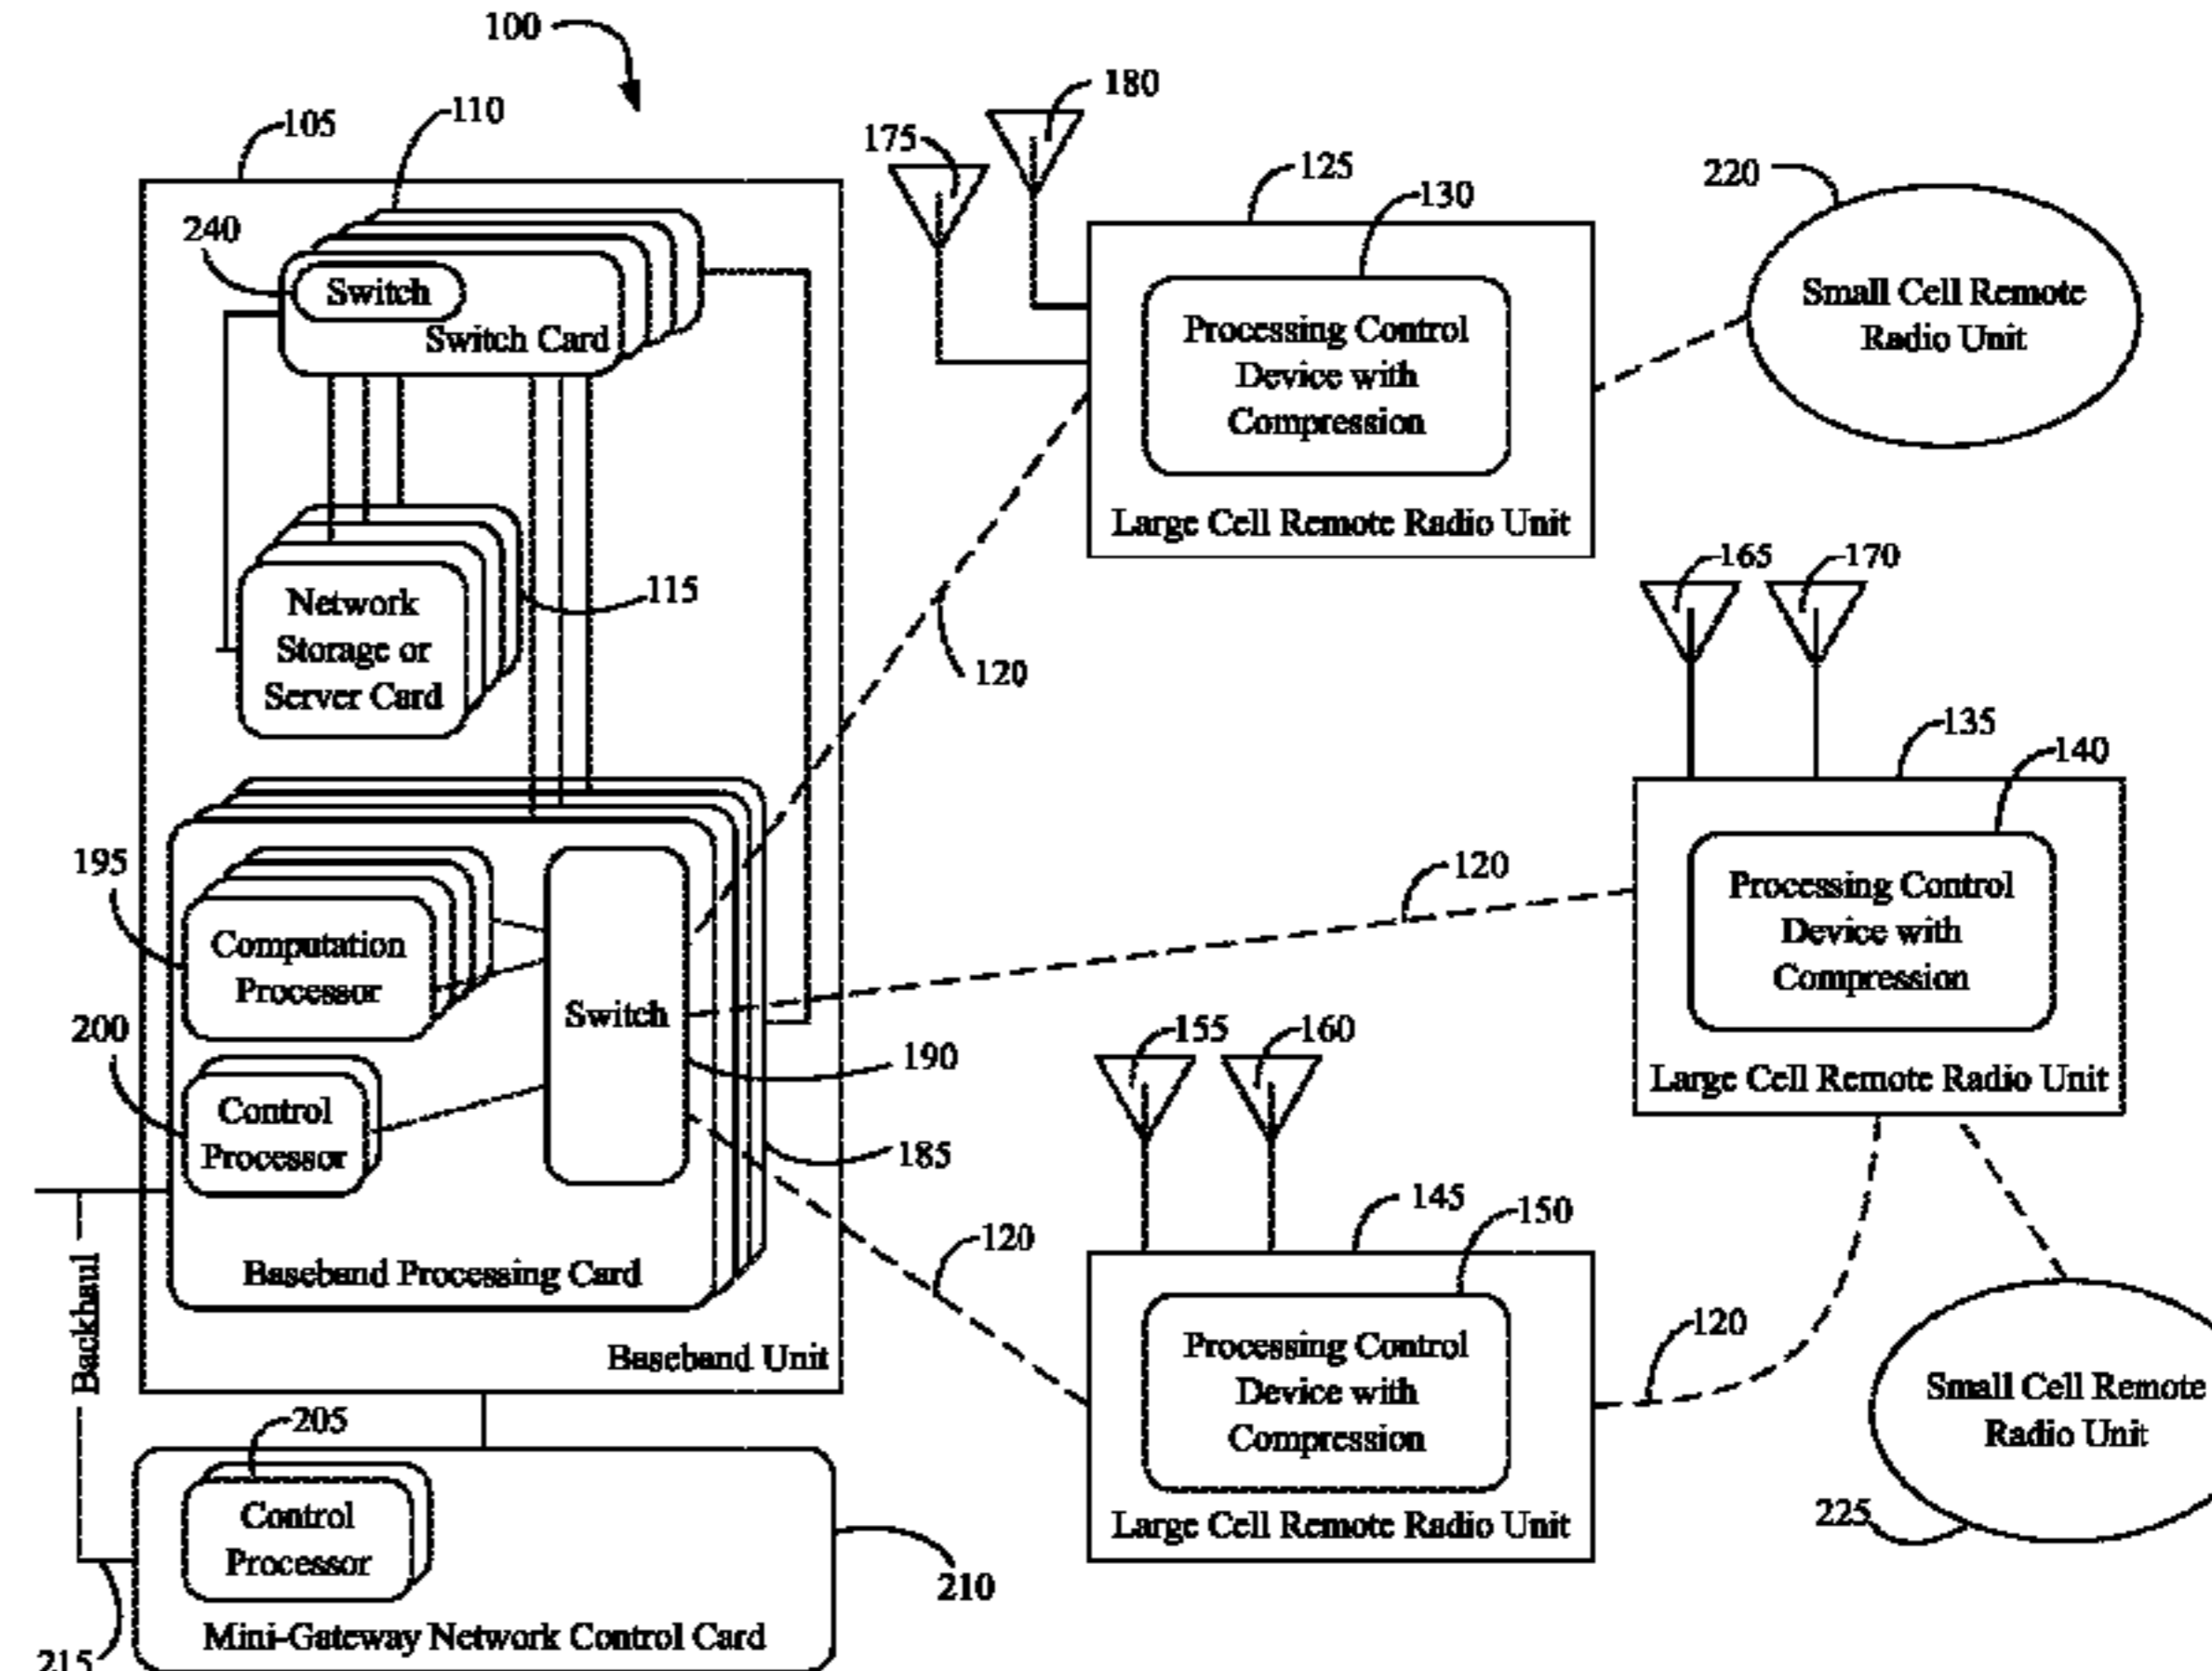 100
105
110
240
Switch
Switch Card
Network
Storage or
Server Card
115
195
Computation
Processor
200
Control
Processor
Switch
190
185
Baseband Processing Card
Baseband Unit
Backhaul
205
Control
Processor
Mini-Gateway Network Control Card
210
215
175
180
125
130
Processing Control
Device with
Compression
Large Cell Remote Radio Unit
220
Small Cell Remote
Radio Unit
120
165
170
135
140
Processing Control
Device with
Compression
Large Cell Remote Radio Unit
120
155
160
145
150
Processing Control
Device with
Compression
Large Cell Remote Radio Unit
120
120
Small Cell Remote
Radio Unit
225